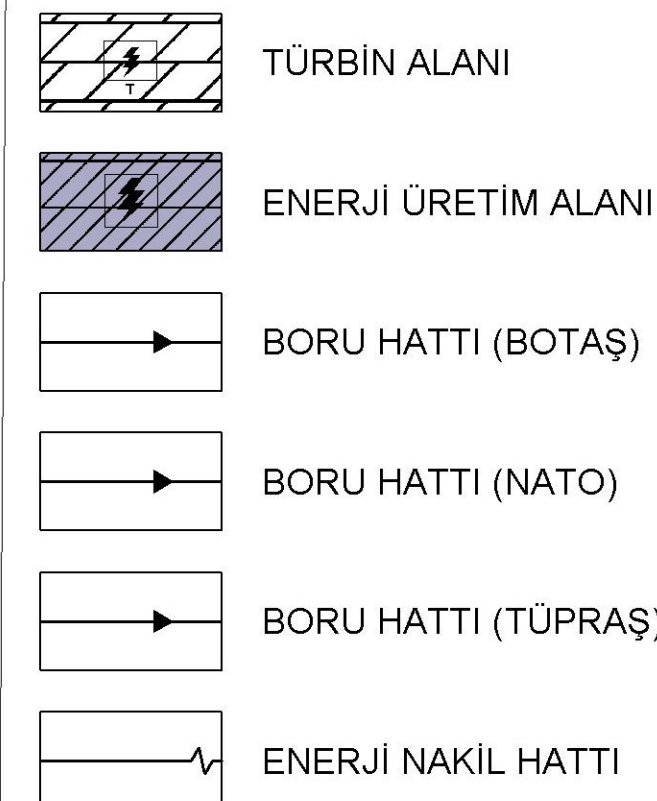 T
TÜRBİN ALANI
ENERJİ ÜRETİM ALANI
BORU HATTI (BOTAŞ)
BORU HATTI (NATO)
BORU HATTI (TÜPRAŞ)
ENERJİ NAKİL HATTI